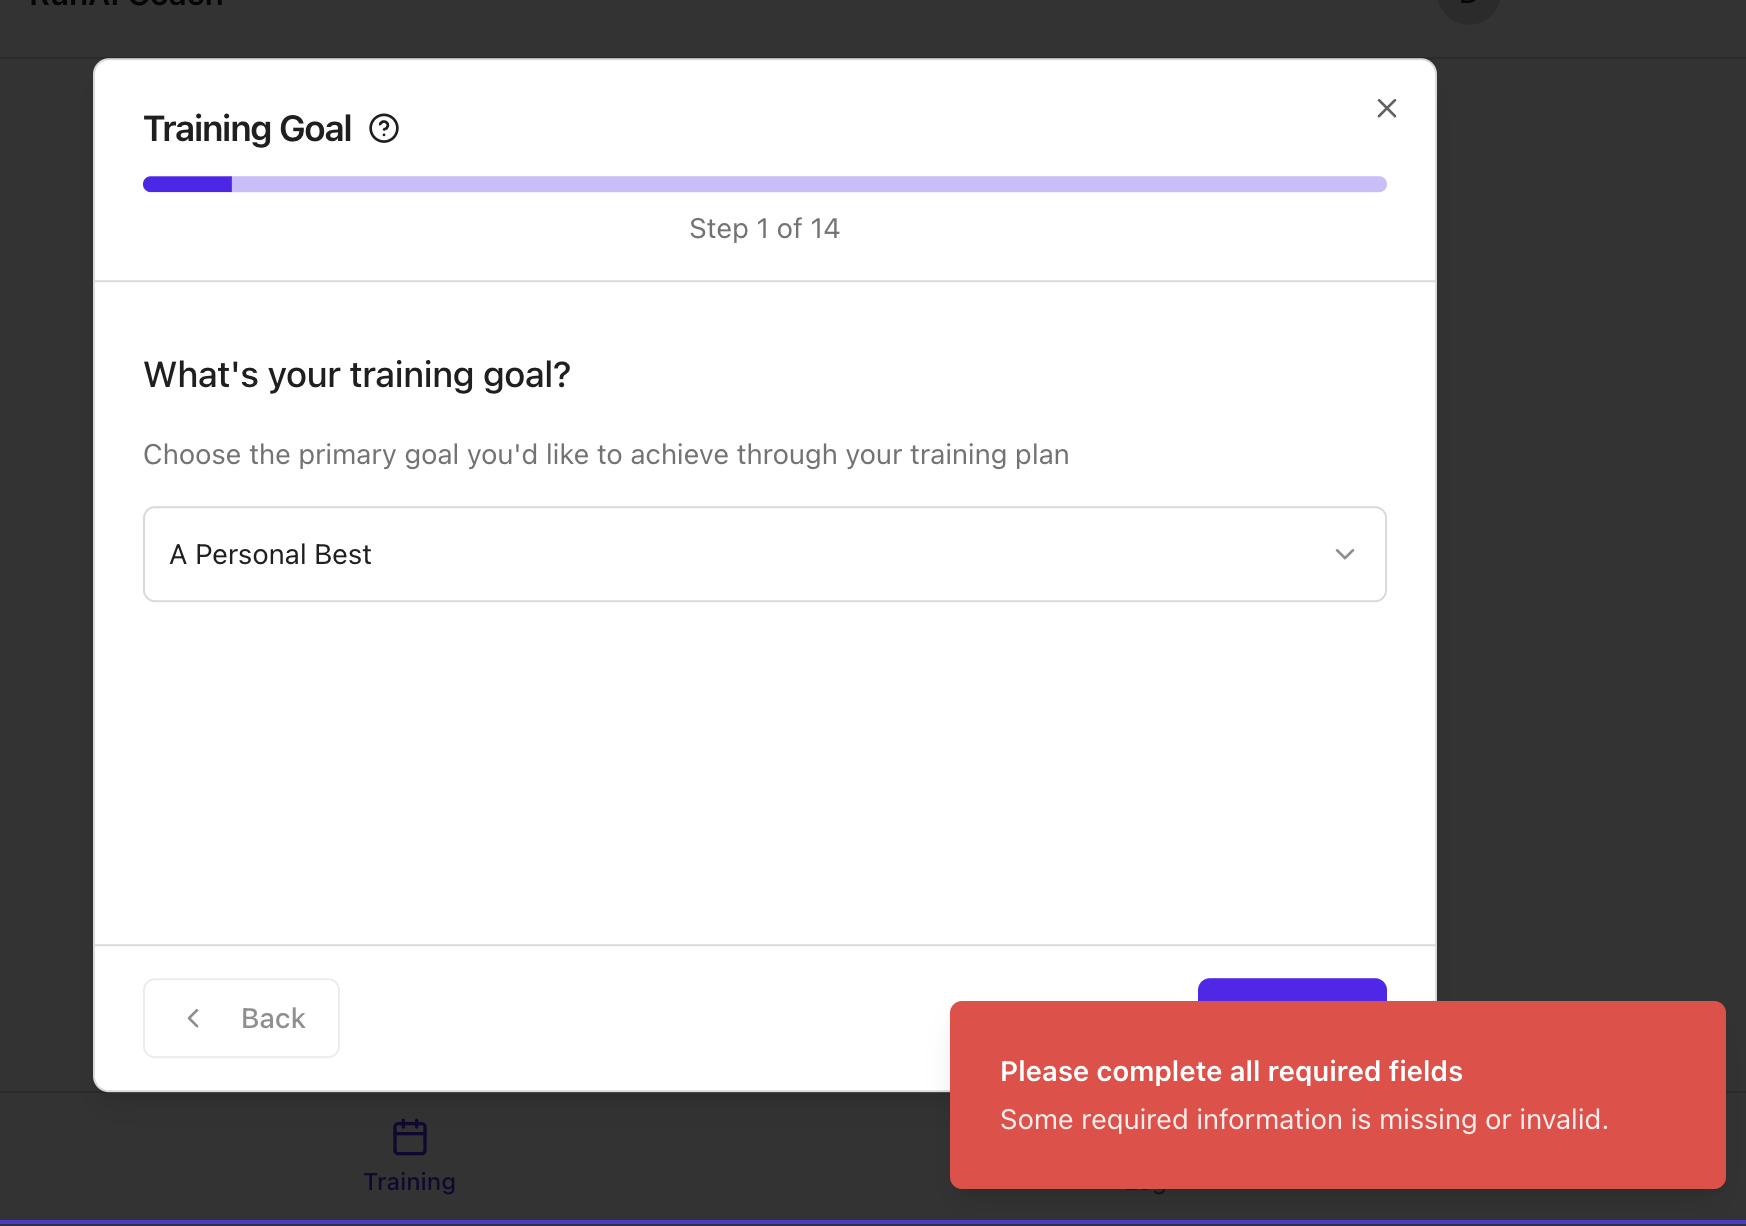 RunAI Coach
Training Goal
Step 1 of 14
What's your training goal?
Choose the primary goal you'd like to achieve through your training plan
A Personal Best
Back
Please complete all required fields
Some required information is missing or invalid.
Training